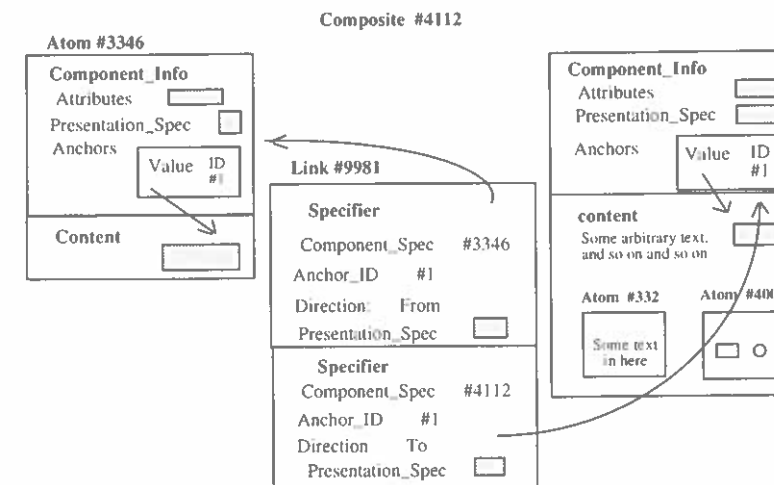 Composite #4112
Atom #3346
Component_Info
Attributes
Presentation_Spec
Anchors
Value ID
#1
Content
Link #9981
Specifier
Component_Spec #3346
Anchor_ID #1
Direction From
Presentation_Spec
Specifier
Component_Spec #4112
Anchor_ID #1
Direction To
Presentation_Spec
Component_Info
Attributes
Presentation_Spec
Anchors
Value ID
#1
content
Some arbitrary text,
and so on and so on
Atom #332
Some text
in here
Atom